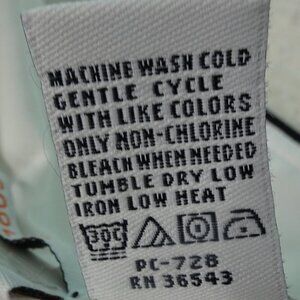 MACHINE WASH COLD
GENTLE CYCLE
WITH LIKE COLORS
ONLY NON-CHLORINE
BLEACH WHEN NEEDED
TUMBLE DRY LOW
IRON LOW HEAT
30C
PC-728
RN 36543